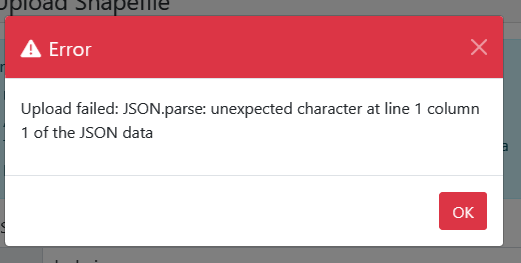 Upload Shapefile
Error
Upload failed: JSON.parse: unexpected character at line 1 column
1 of the JSON data
OK